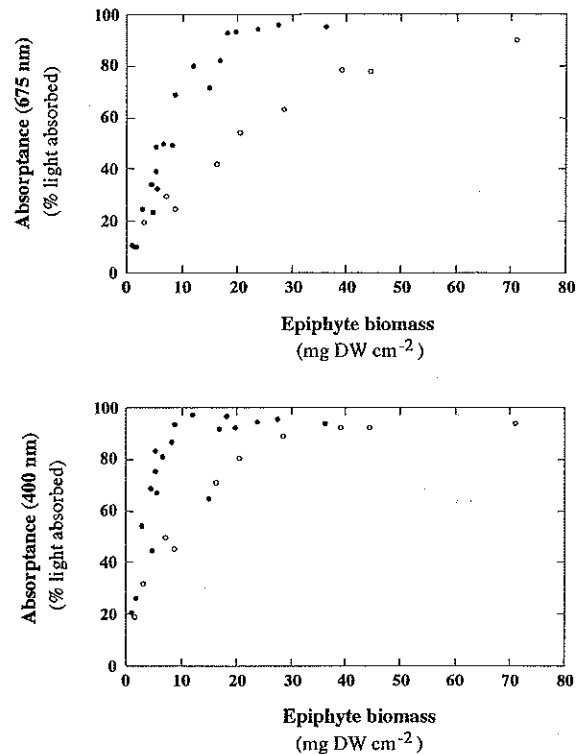 Absorptance (675 nm)
(% light absorbed)
100
80
60
40
20
0
0 10 20 30 40 50 60 70 80
Epiphyte biomass
(mg DW cm-2)
Absorptance (400 nm)
(% light absorbed)
100
80
60
40
20
0
0 10 20 30 40 50 60 70 80
Epiphyte biomass
(mg DW cm-2)